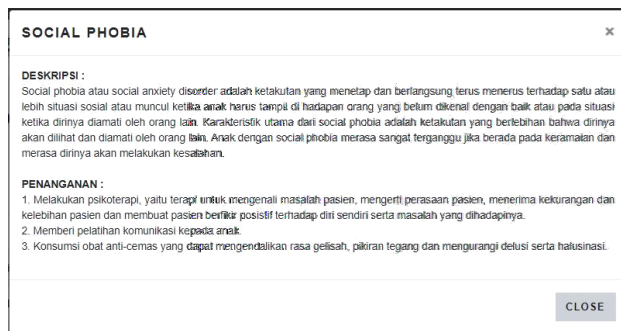 SOCIAL PHOBIA ×
DESKRIPSI :
Social phobia atau social anxiety disorder adalah ketakutan yang menetap dan berlangsung terus menerus terhadap satu atau
lebih situasi sosial atau muncul ketika anak harus tampil di hadapan orang yang belum dikenal dengan baik atau pada situasi
ketika dirinya diamati oleh orang lain. Karakteristik utama dari social phobia adalah ketakutan yang berlebihan bahwa dirinya
akan dilihat dan diamati oleh orang lain. Anak dengan social phobia merasa sangat terganggu jika berada pada keramaian dan
merasa dirinya akan melakukan kesalahan.
PENANGANAN :
1. Melakukan psikoterapi, yaitu terapi untuk mengenali masalah pasien, mengerti perasaan pasien, menerima kekurangan dan
kelebihan pasien dan membuat pasien berfikir posistif terhadap diri sendiri serta masalah yang dihadapinya.
2. Memberi pelatihan komunikasi kepada anak.
3. Konsumsi obat anti-cemas yang dapat mengendalikan rasa gelisah, pikiran tegang dan mengurangi delusi serta halusinasi.
CLOSE